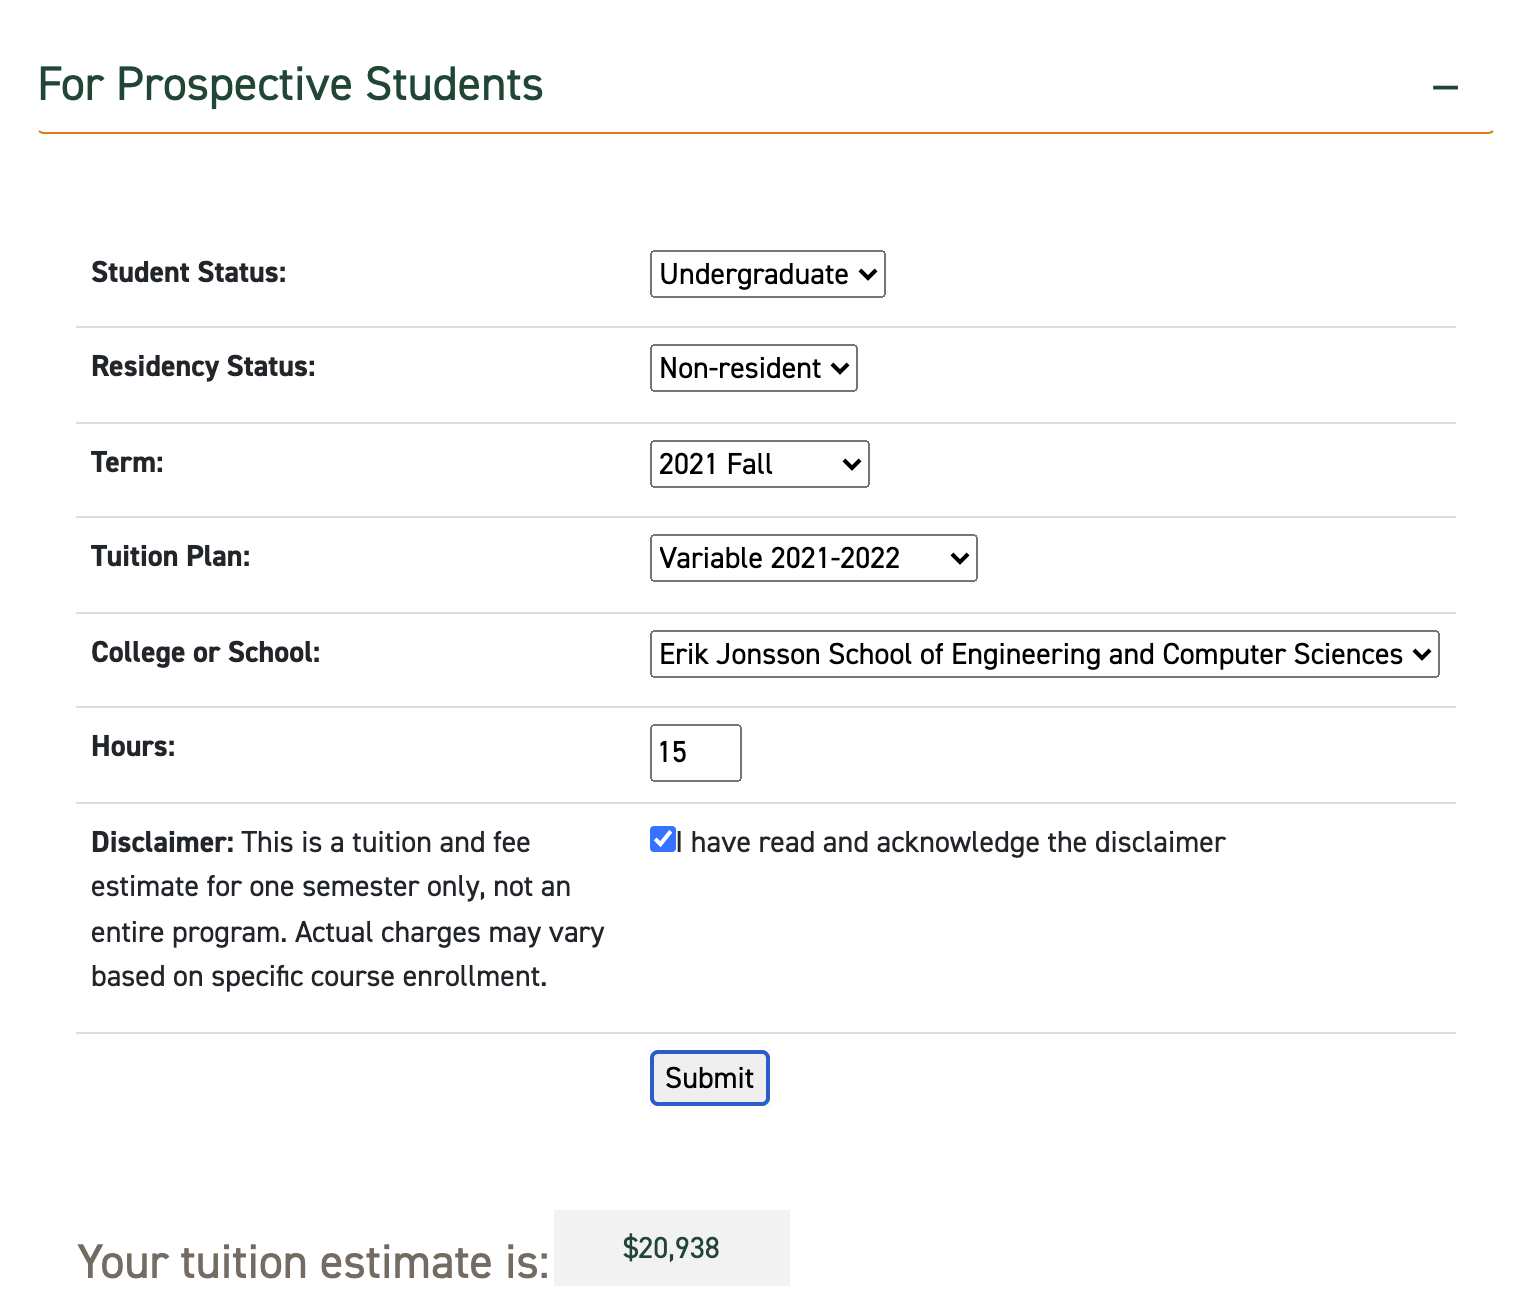 For Prospective Students
Student Status: Undergraduate
Residency Status: Non-resident
Term: 2021 Fall
Tuition Plan: Variable 2021-2022
College or School: Erik Jonsson School of Engineering and Computer Sciences
Hours: 15
Disclaimer: This is a tuition and fee
estimate for one semester only, not an
entire program. Actual charges may vary
based on specific course enrollment.
I have read and acknowledge the disclaimer
Submit
Your tuition estimate is: $20,938